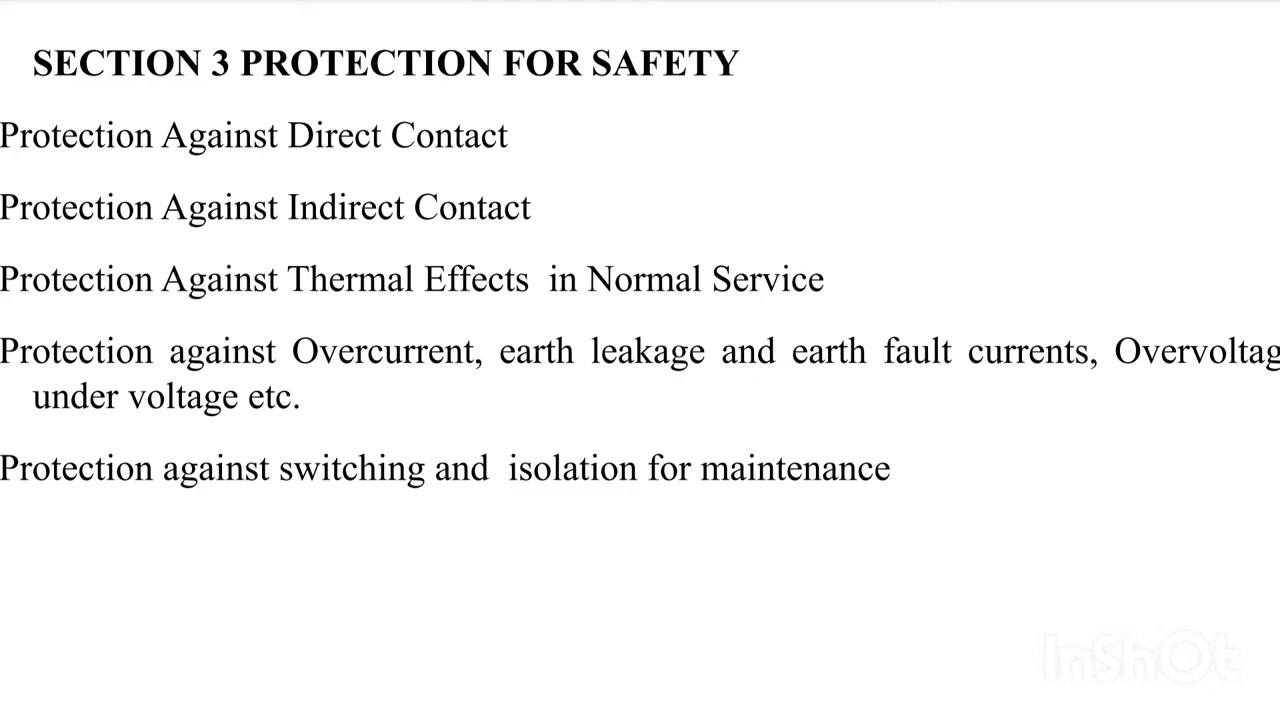 SECTION 3 PROTECTION FOR SAFETY
Protection Against Direct Contact
Protection Against Indirect Contact
Protection Against Thermal Effects in Normal Service
Protection against Overcurrent, earth leakage and earth fault currents, Overvoltag
under voltage etc.
Protection against switching and isolation for maintenance
InShOt